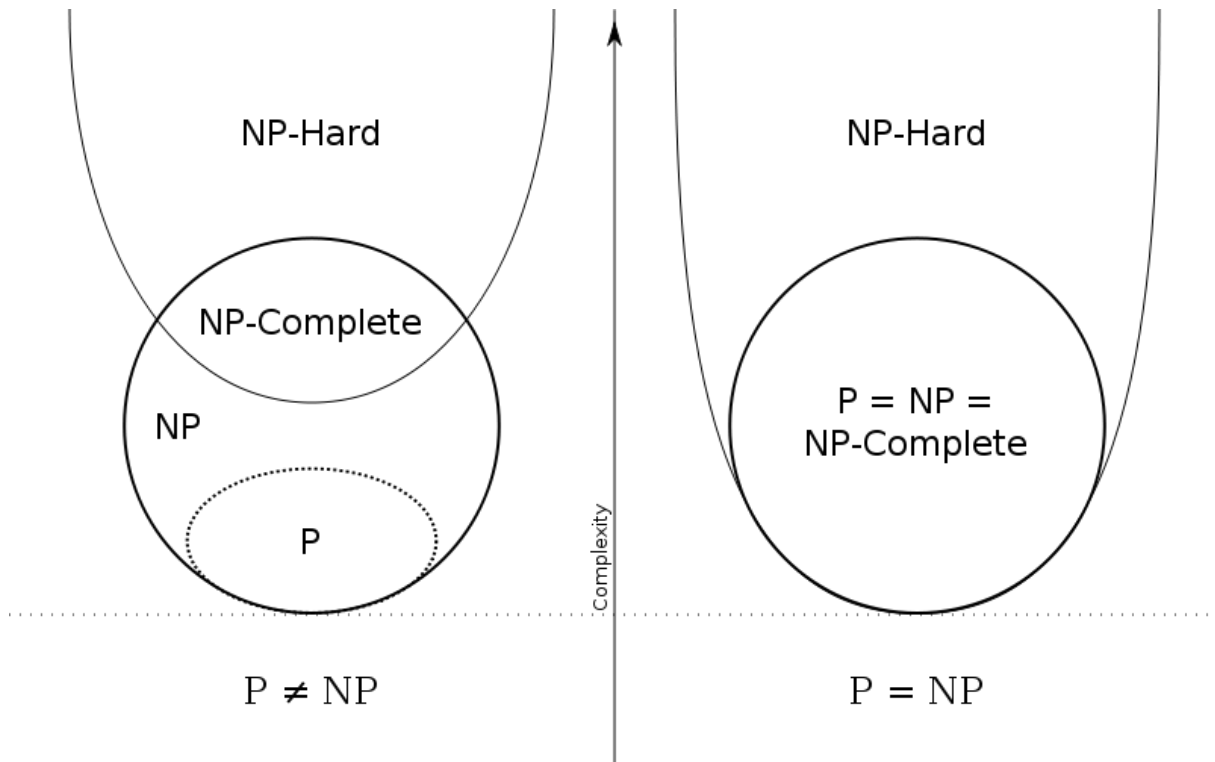 NP-Hard
NP-Complete
NP
P
P ≠ NP
Complexity
NP-Hard
P = NP =
NP-Complete
P = NP